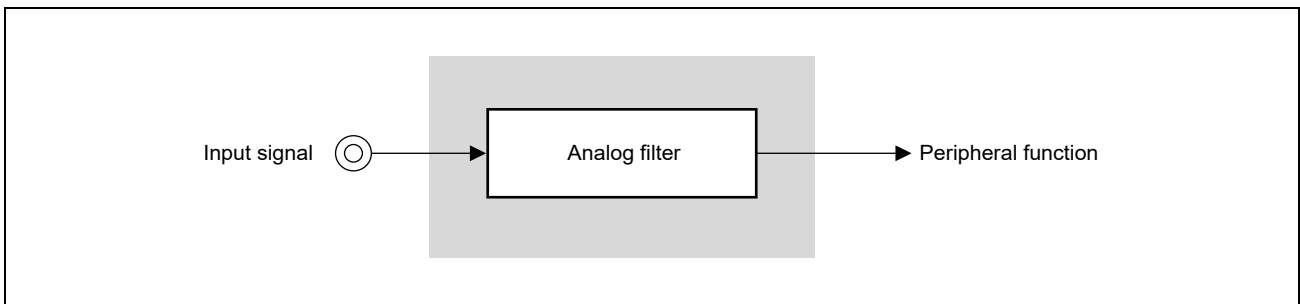 Input signal
Analog filter
Peripheral function